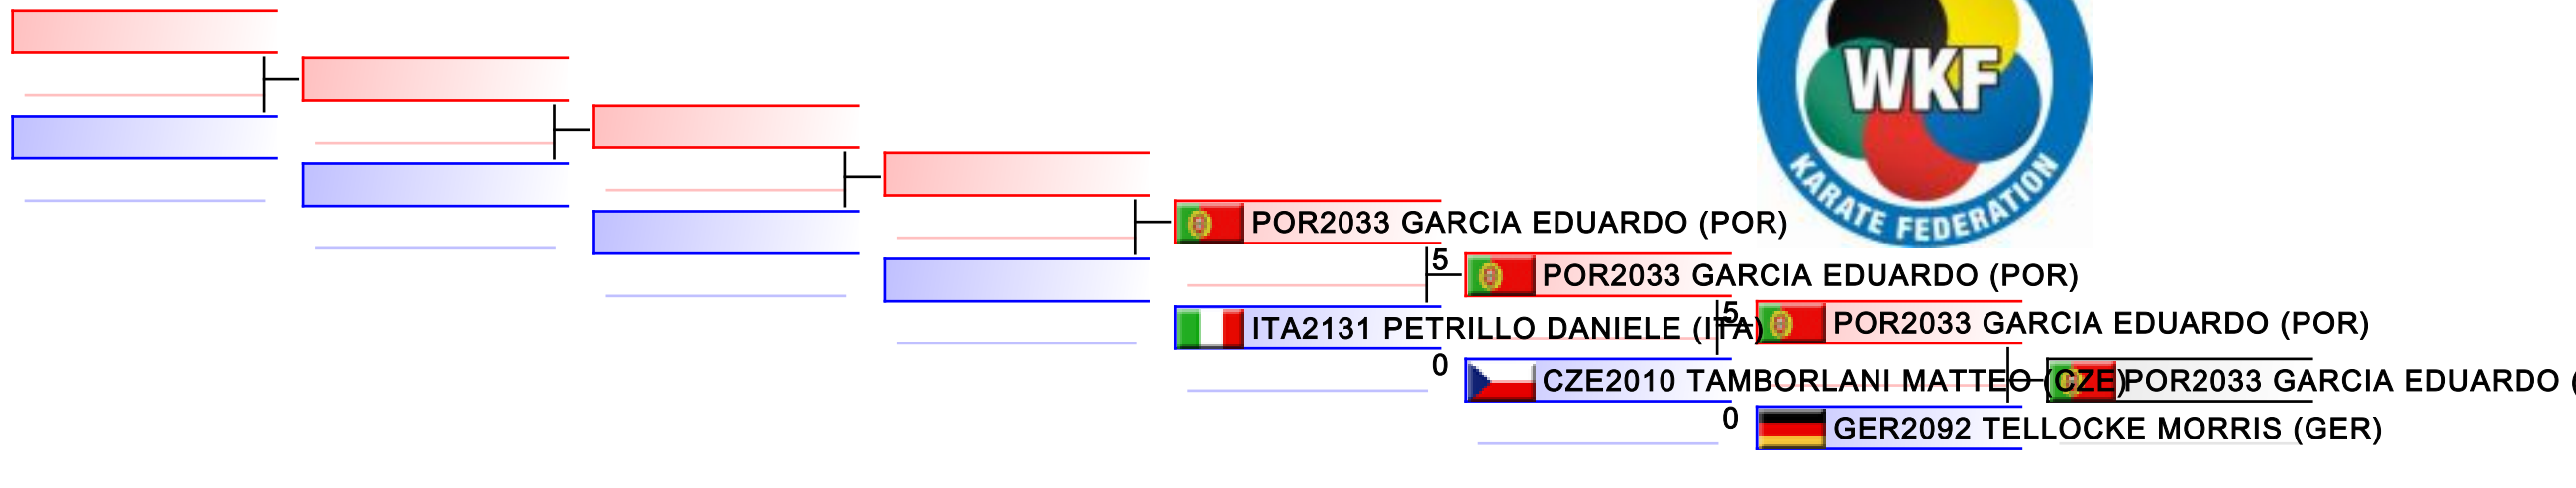 WKF
KARATE FEDERATION
POR2033 GARCIA EDUARDO (POR)
5
POR2033 GARCIA EDUARDO (POR)
5
ITA2131 PETRILLO DANIELE (ITA)
POR2033 GARCIA EDUARDO (POR)
0
CZE2010 TAMBORLANI MATTEO (CZE)
POR2033 GARCIA EDUARDO (
0
GER2092 TELLOCKE MORRIS (GER)